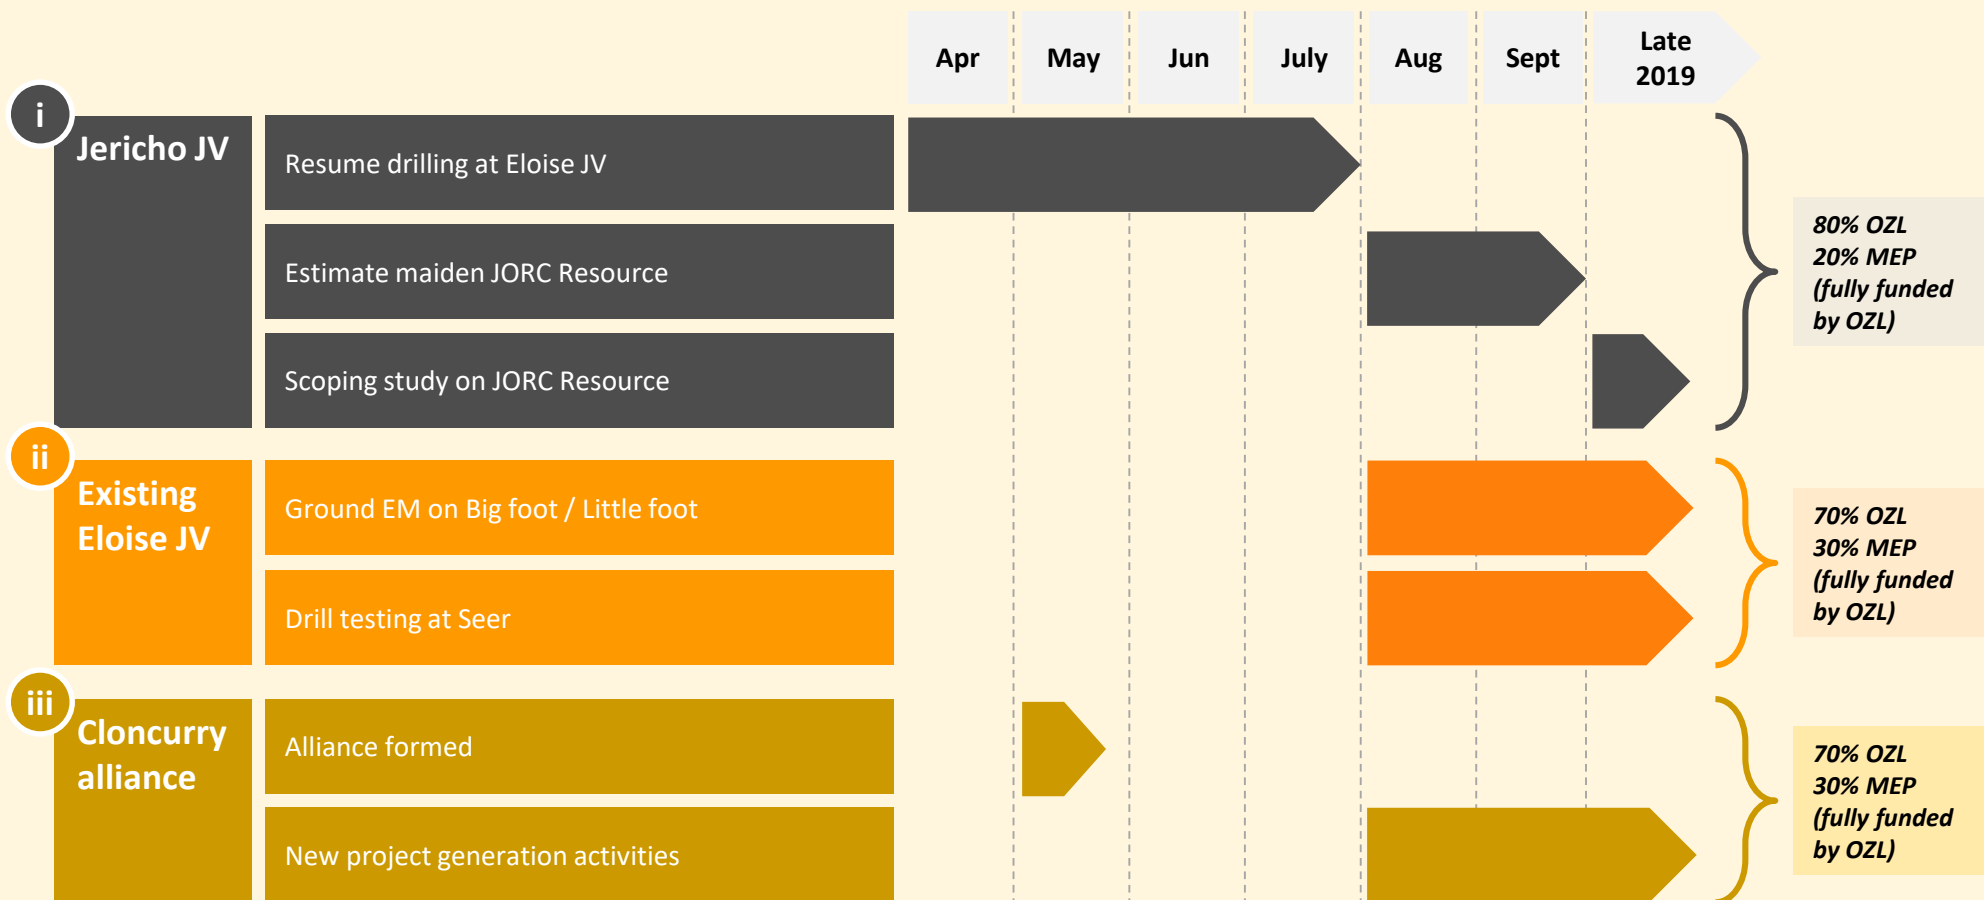 Apr
May
Jun
July
Aug
Sept
Late
2019
i
Jericho JV
Resume drilling at Eloise JV
Estimate maiden JORC Resource
Scoping study on JORC Resource
80% OZL
20% MEP
(fully funded
by OZL)
ii
Existing
Eloise JV
Ground EM on Big foot / Little foot
Drill testing at Seer
70% OZL
30% MEP
(fully funded
by OZL)
iii
Cloncurry
alliance
Alliance formed
New project generation activities
70% OZL
30% MEP
(fully funded
by OZL)